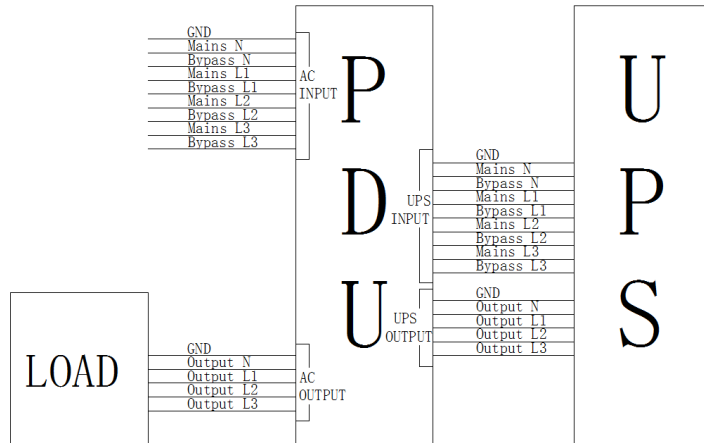 GND
Mains N
Bypass N
Mains L1
Bypass L1
Mains L2
Bypass L2
Mains L3
Bypass L3
AC
INPUT
P
D
U
UPS
INPUT
GND
Mains N
Bypass N
Mains L1
Bypass L1
Mains L2
Bypass L2
Mains L3
Bypass L3
UPS
OUTPUT
GND
Output N
Output L1
Output L2
Output L3
U
P
S
LOAD
GND
Output N
Output L1
Output L2
Output L3
AC
OUTPUT